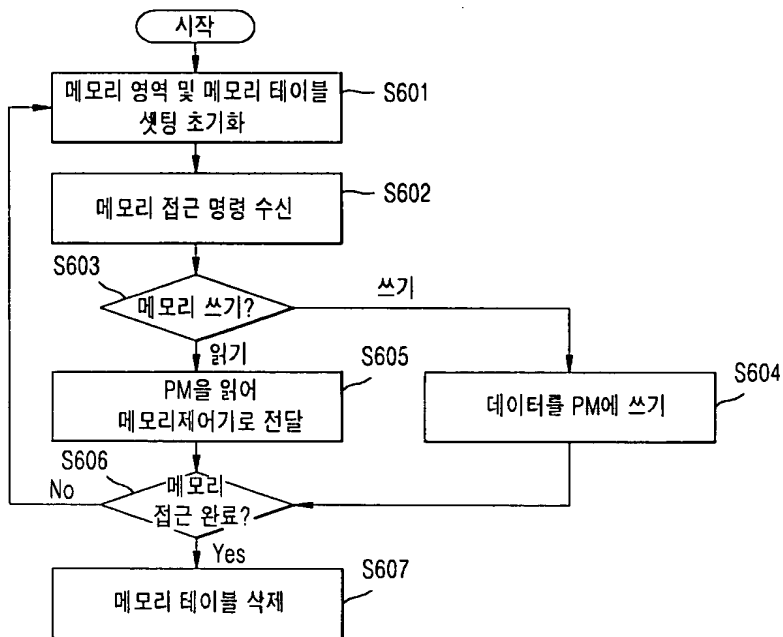 시작
메모리 영역 및 메모리 테이블
셋팅 초기화
S601
메모리 접근 명령 수신
S602
S603
메모리 쓰기?
쓰기
읽기
PM을 읽어
메모리제어기로 전달
S605
데이터를 PM에 쓰기
S604
S606
메모리
접근 완료?
No
Yes
메모리 테이블 삭제
S607